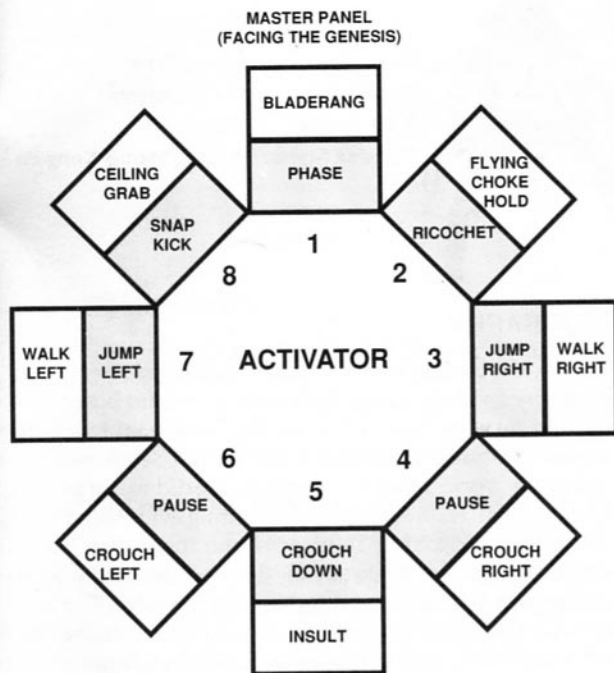 MASTER PANEL
(FACING THE GENESIS)
BLADERANG
PHASE
CEILING
GRAB
SNAP
KICK
FLYING
CHOKE
HOLD
RICOCHET
1
8
2
WALK
LEFT
JUMP
LEFT
7
ACTIVATOR
3
JUMP
RIGHT
WALK
RIGHT
6
4
5
PAUSE
CROUCH
LEFT
PAUSE
CROUCH
RIGHT
CROUCH
DOWN
INSULT